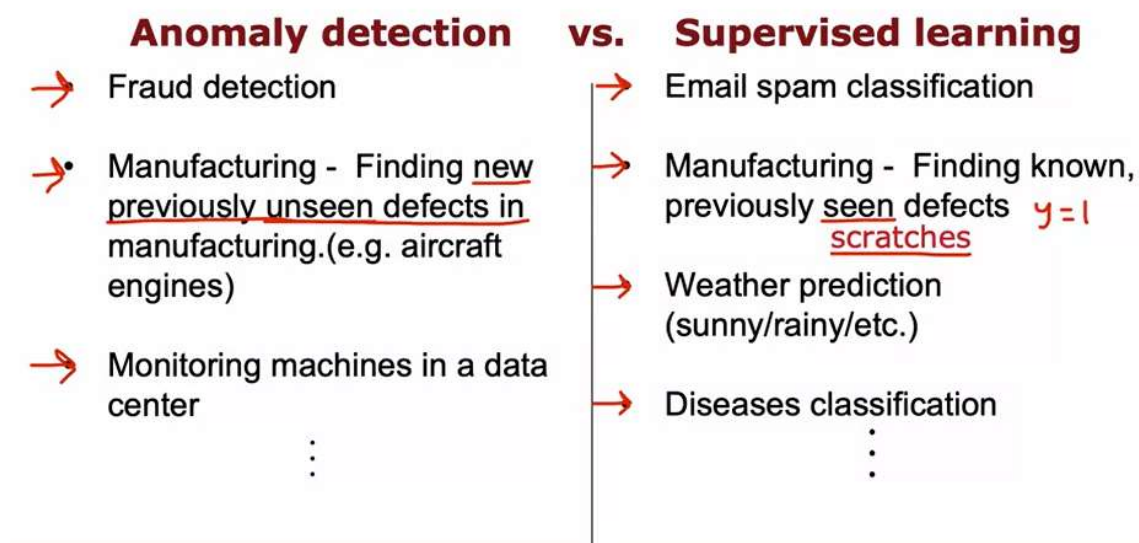 Anomaly detection vs. Supervised learning
• Fraud detection
• Manufacturing - Finding new
previously unseen defects in
manufacturing.(e.g. aircraft
engines)
• Monitoring machines in a data
center
⋮
• Email spam classification
• Manufacturing - Finding known,
previously seen defects y=1
scratches
• Weather prediction
(sunny/rainy/etc.)
• Diseases classification
⋮